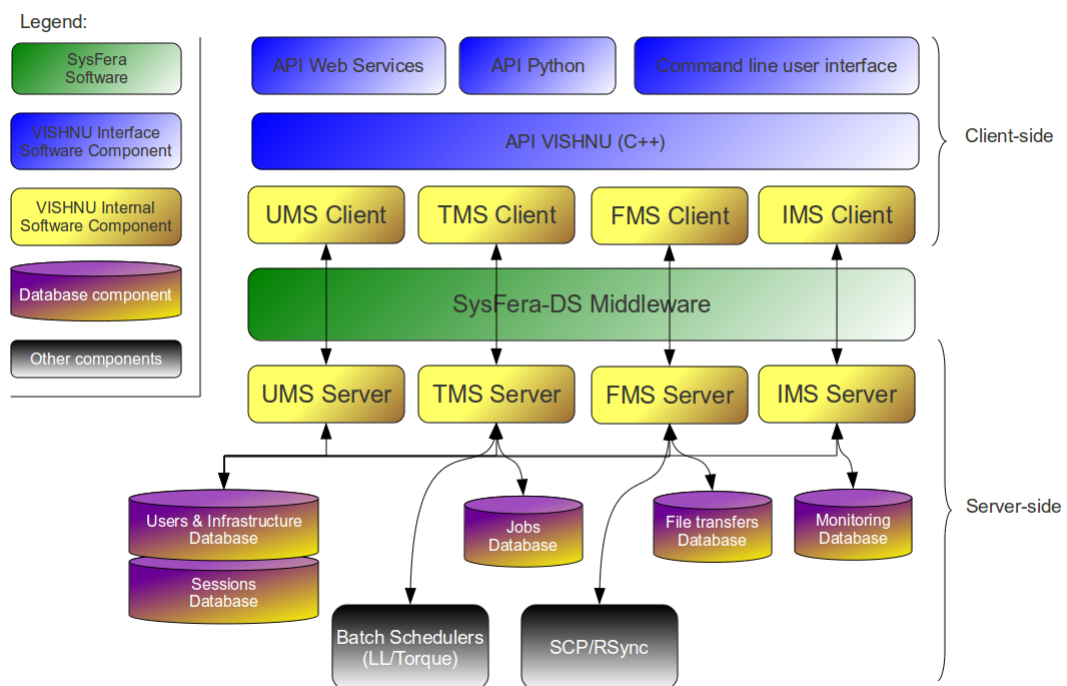 Legend:
SysFera
Software
VISHNU Interface
Software Component
VISHNU Internal
Software Component
Database component
Other components
API Web Services
API Python
Command line user interface
API VISHNU (C++)
Client-side
UMS Client
TMS Client
FMS Client
IMS Client
SysFera-DS Middleware
UMS Server
TMS Server
FMS Server
IMS Server
Users & Infrastructure
Database
Sessions
Database
Jobs
Database
File transfers
Database
Monitoring
Database
Server-side
Batch Schedulers
(LL/Torque)
SCP/RSync